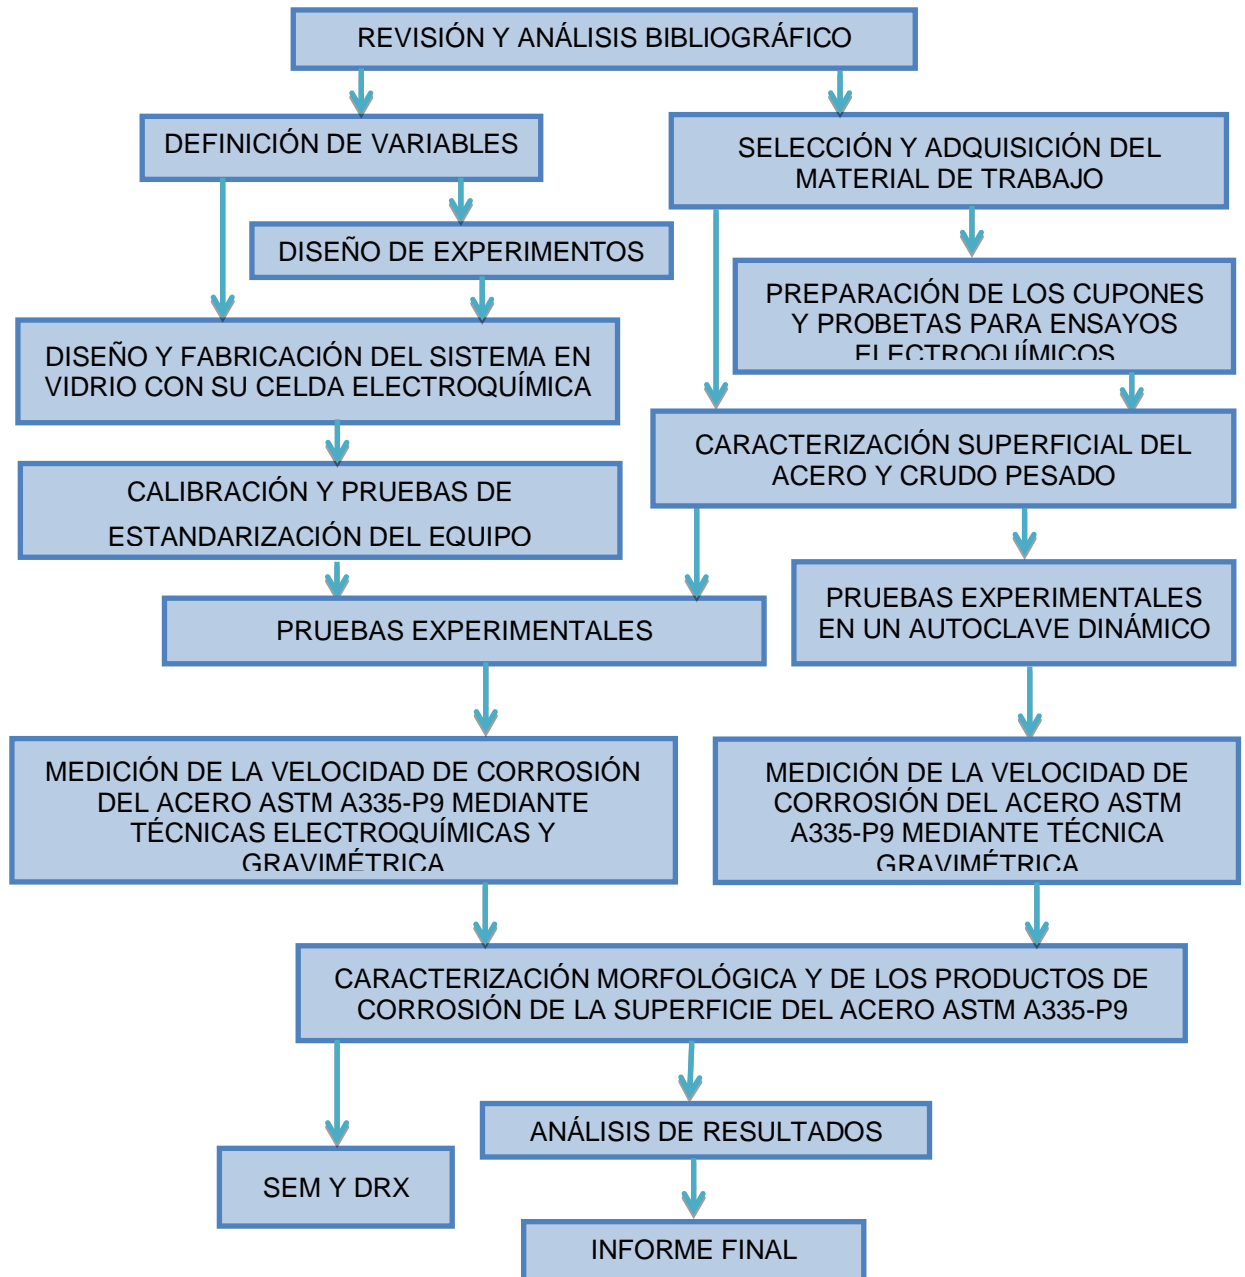 REVISIÓN Y ANÁLISIS BIBLIOGRÁFICO
DEFINICIÓN DE VARIABLES
SELECCIÓN Y ADQUISICIÓN DEL
MATERIAL DE TRABAJO
DISEÑO DE EXPERIMENTOS
PREPARACIÓN DE LOS CUPONES
Y PROBETAS PARA ENSAYOS
ELECTROQUÍMICOS
DISEÑO Y FABRICACIÓN DEL SISTEMA EN
VIDRIO CON SU CELDA ELECTROQUÍMICA
CARACTERIZACIÓN SUPERFICIAL DEL
ACERO Y CRUDO PESADO
CALIBRACIÓN Y PRUEBAS DE
ESTANDARIZACIÓN DEL EQUIPO
PRUEBAS EXPERIMENTALES
PRUEBAS EXPERIMENTALES
EN UN AUTOCLAVE DINÁMICO
MEDICIÓN DE LA VELOCIDAD DE CORROSIÓN
DEL ACERO ASTM A335-P9 MEDIANTE
TÉCNICAS ELECTROQUÍMICAS Y
GRAVIMÉTRICA
MEDICIÓN DE LA VELOCIDAD DE
CORROSIÓN DEL ACERO ASTM
A335-P9 MEDIANTE TÉCNICA
GRAVIMÉTRICA
CARACTERIZACIÓN MORFOLÓGICA Y DE LOS PRODUCTOS DE
CORROSIÓN DE LA SUPERFICIE DEL ACERO ASTM A335-P9
ANÁLISIS DE RESULTADOS
SEM Y DRX
INFORME FINAL